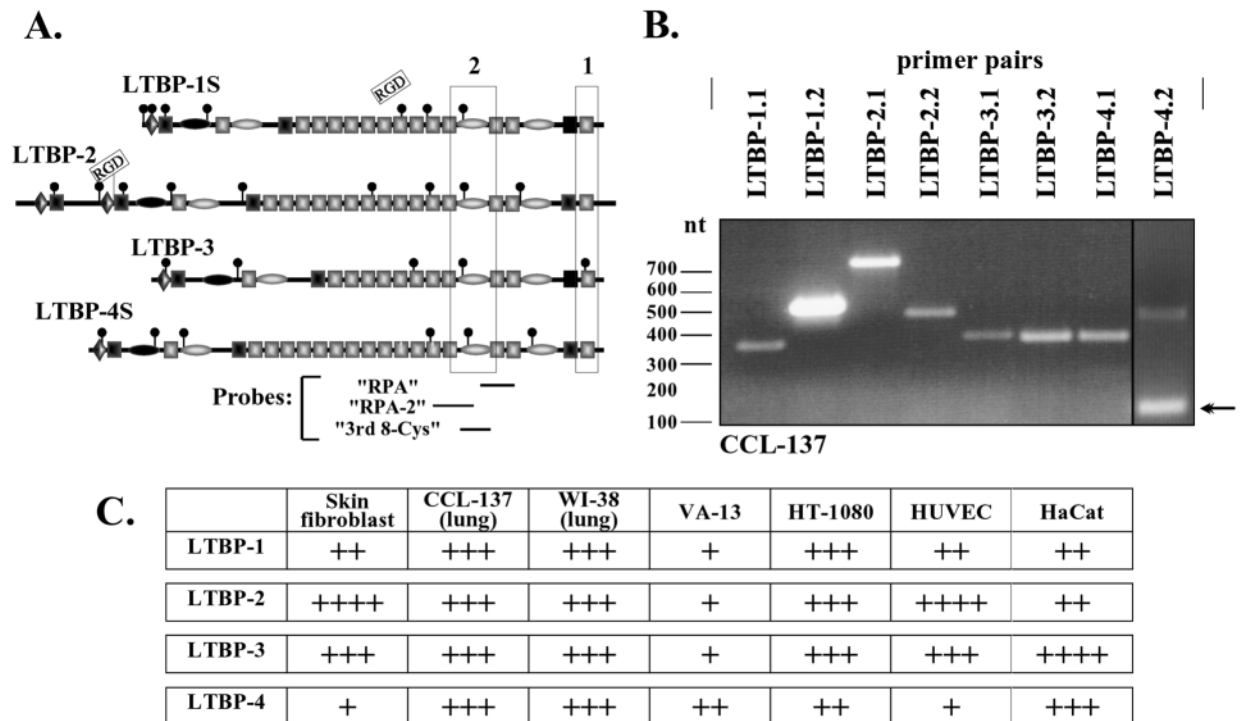 A.
2
1
LTBP-1S
RGD
LTBP-2
RGD
LTBP-3
LTBP-4S
Probes:
"RPA"
"RPA-2"
"3rd 8-Cys"
B.
primer pairs
LTBP-1.1
LTBP-1.2
LTBP-2.1
LTBP-2.2
LTBP-3.1
LTBP-3.2
LTBP-4.1
LTBP-4.2
nt
700
600
500
400
300
200
100
CCL-137
C.
Skin fibroblast CCL-137 (lung) WI-38 (lung) VA-13 HT-1080 HUVEC HaCat
LTBP-1 ++ +++ +++ + +++ ++ ++
LTBP-2 ++++ +++ +++ + +++ ++++ ++
LTBP-3 +++ +++ +++ + +++ +++ ++++
LTBP-4 + +++ +++ ++ ++ + +++